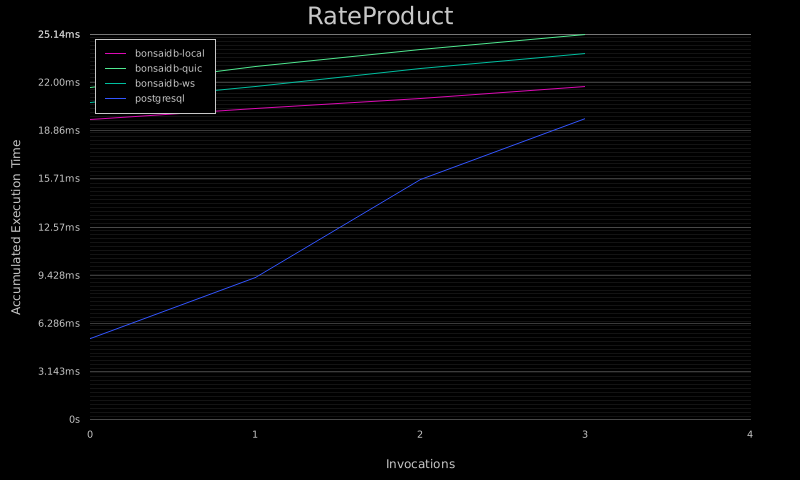 RateProduct
25.14ms
22.00ms
18.86ms
15.71ms
12.57ms
9.428ms
6.286ms
3.143ms
0s
bonsaidb-local
bonsaidb-quic
bonsaidb-ws
postgresql
Accumulated Execution Time
0 1 2 3 4
Invocations